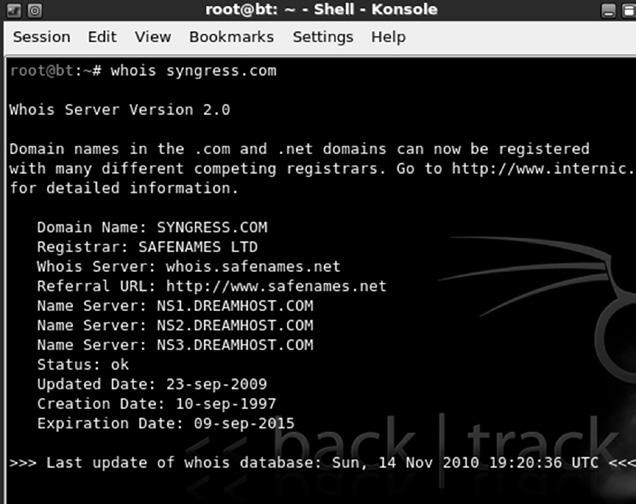 root@bt: ~ - Shell - Konsole
Session Edit View Bookmarks Settings Help
root@bt:~# whois syngress.com
Whois Server Version 2.0
Domain names in the .com and .net domains can now be registered
with many different competing registrars. Go to http://www.internic.
for detailed information.
Domain Name: SYNGRESS.COM
Registrar: SAFENAMES LTD
Whois Server: whois.safenames.net
Referral URL: http://www.safenames.net
Name Server: NS1.DREAMHOST.COM
Name Server: NS2.DREAMHOST.COM
Name Server: NS3.DREAMHOST.COM
Status: ok
Updated Date: 23-sep-2009
Creation Date: 10-sep-1997
Expiration Date: 09-sep-2015
<< back | track
>>> Last update of whois database: Sun, 14 Nov 2010 19:20:36 UTC <<<